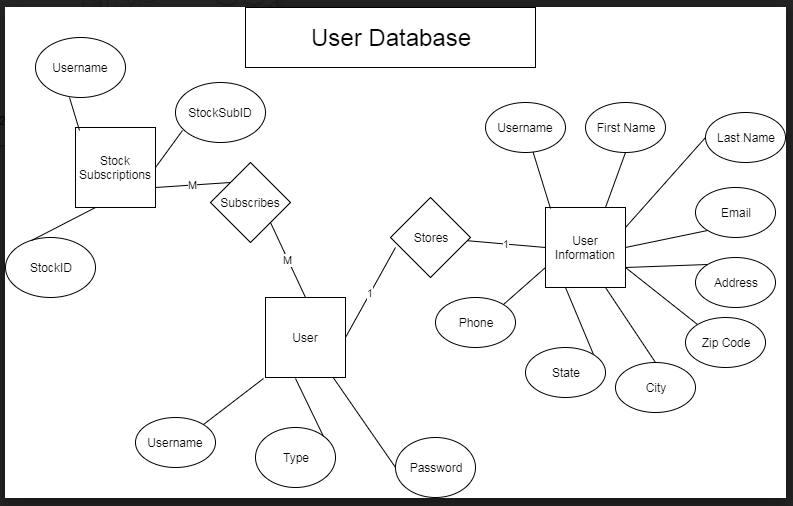 User Database
Username
StockSubID
Stock
Subscriptions
M
Subscribes
StockID
M
User
Username
Type
Password
1
Stores
1
Username
First Name
Last Name
User
Information
Email
Address
Zip Code
City
State
Phone